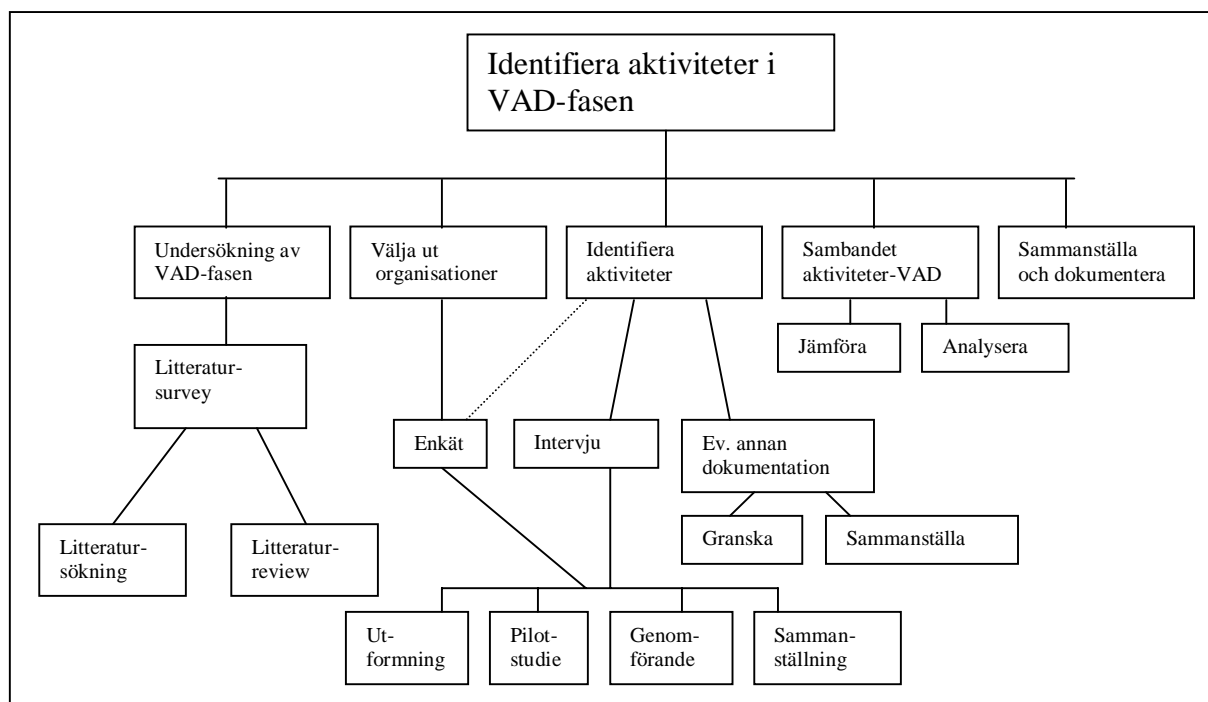 Identifiera aktiviteter i
VAD-fasen
Undersökning av
VAD-fasen
Välja ut
organisationer
Identifiera
aktiviteter
Sambandet
aktiviteter-VAD
Sammanställa
och dokumentera
Jämföra
Analysera
Litteratur-
survey
Enkät
Intervju
Ev. annan
dokumentation
Granska
Sammanställa
Litteratur-
sökning
Litteratur-
review
Ut-
formning
Pilot-
studie
Genom-
förande
Samman-
ställning